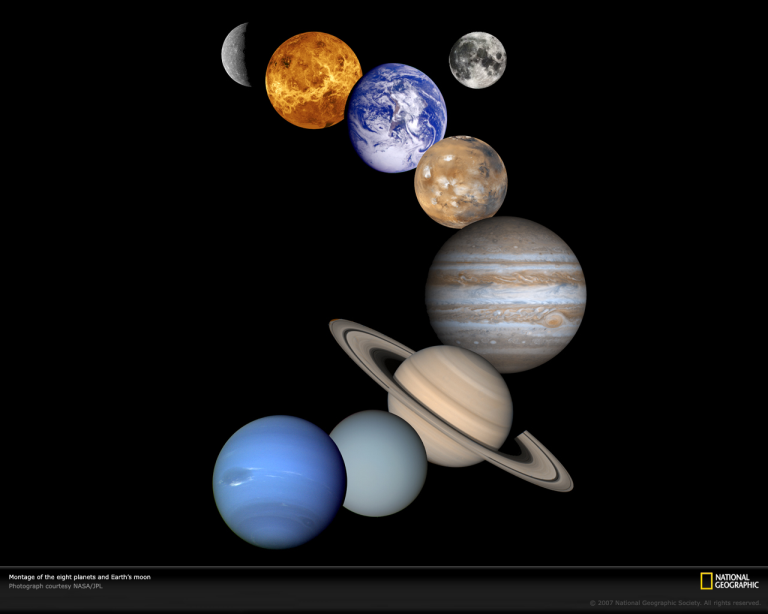 Montage of the eight planets and Earth's moon
Photograph courtesy NASA/JPL
NATIONAL
GEOGRAPHIC
© 2007 National Geographic Society. All rights reserved.